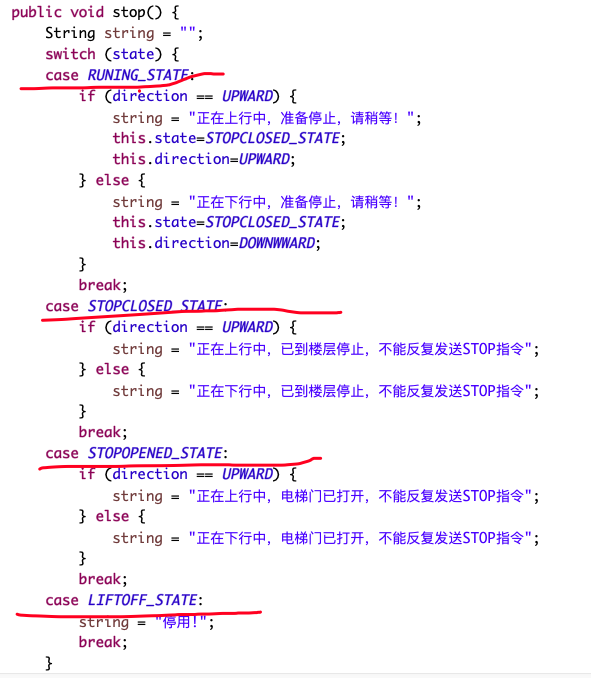 public void stop() {
String string = "";
switch (state) {
case RUNING_STATE:
if (direction == UPWARD) {
string = "正在上行中，准备停止，请稍等！";
this.state=STOPCLOSED_STATE;
this.direction=UPWARD;
} else {
string = "正在下行中，准备停止，请稍等！";
this.state=STOPCLOSED_STATE;
this.direction=DOWNWWARD;
}
break;
case STOPCLOSED_STATE:
if (direction == UPWARD) {
string = "正在上行中，已到楼层停止，不能反复发送STOP指令";
} else {
string = "正在下行中，已到楼层停止，不能反复发送STOP指令";
}
break;
case STOPOPENED_STATE:
if (direction == UPWARD) {
string = "正在上行中，电梯门已打开，不能反复发送STOP指令";
} else {
string = "正在下行中，电梯门已打开，不能反复发送STOP指令";
}
break;
case LIFTOFF_STATE:
string = "停用!";
break;
}